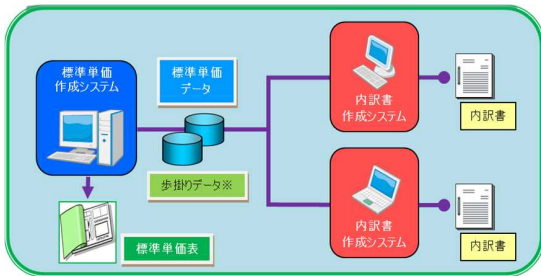 標準単価
作成システム
標準単価
データ
歩掛りデータ※
標準単価表
内訳書
作成システム
内訳書
内訳書
作成システム
内訳書